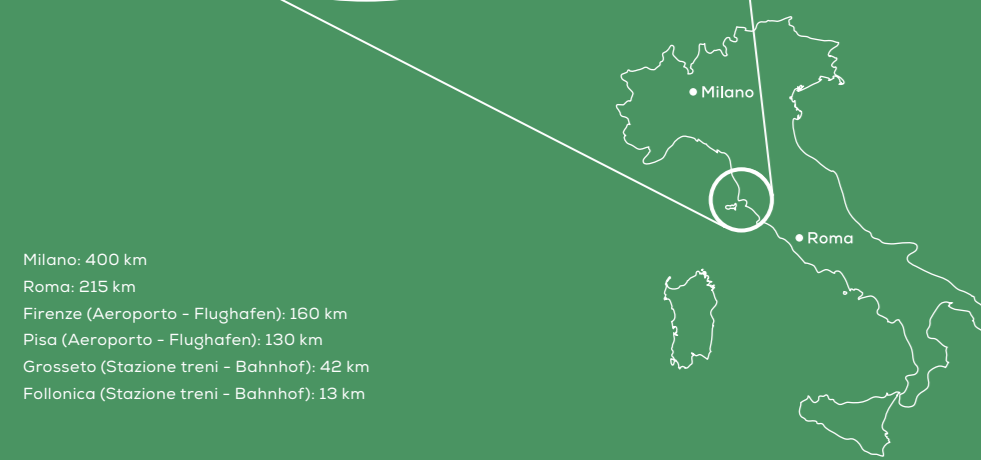 Milano
Roma
Milano: 400 km
Roma: 215 km
Firenze (Aeroporto - Flughafen): 160 km
Pisa (Aeroporto - Flughafen): 130 km
Grosseto (Stazione treni - Bahnhof): 42 km
Follonica (Stazione treni - Bahnhof): 13 km